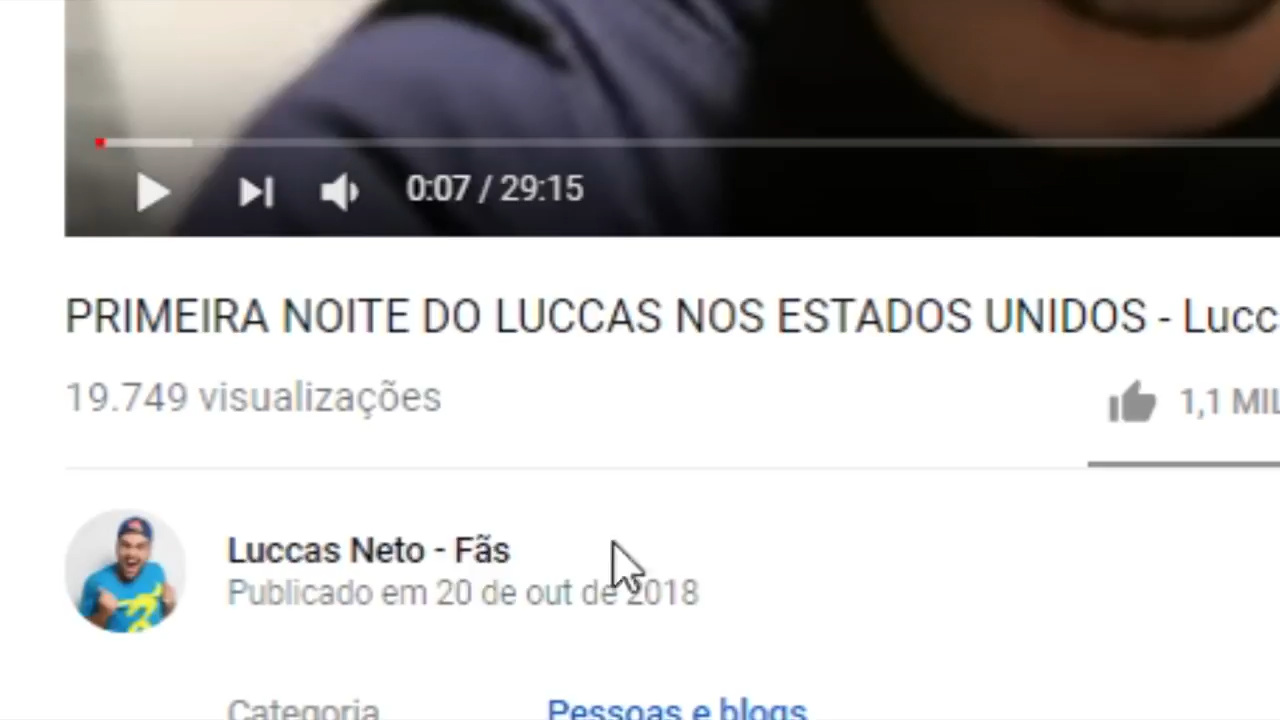 0:07 / 29:15
PRIMEIRA NOITE DO LUCCAS NOS ESTADOS UNIDOS - Lucc
19.749 visualizações
1,1 MIL
Luccas Neto - Fãs
Publicado em 20 de out de 2018
Categoria
Pessoas e blogs